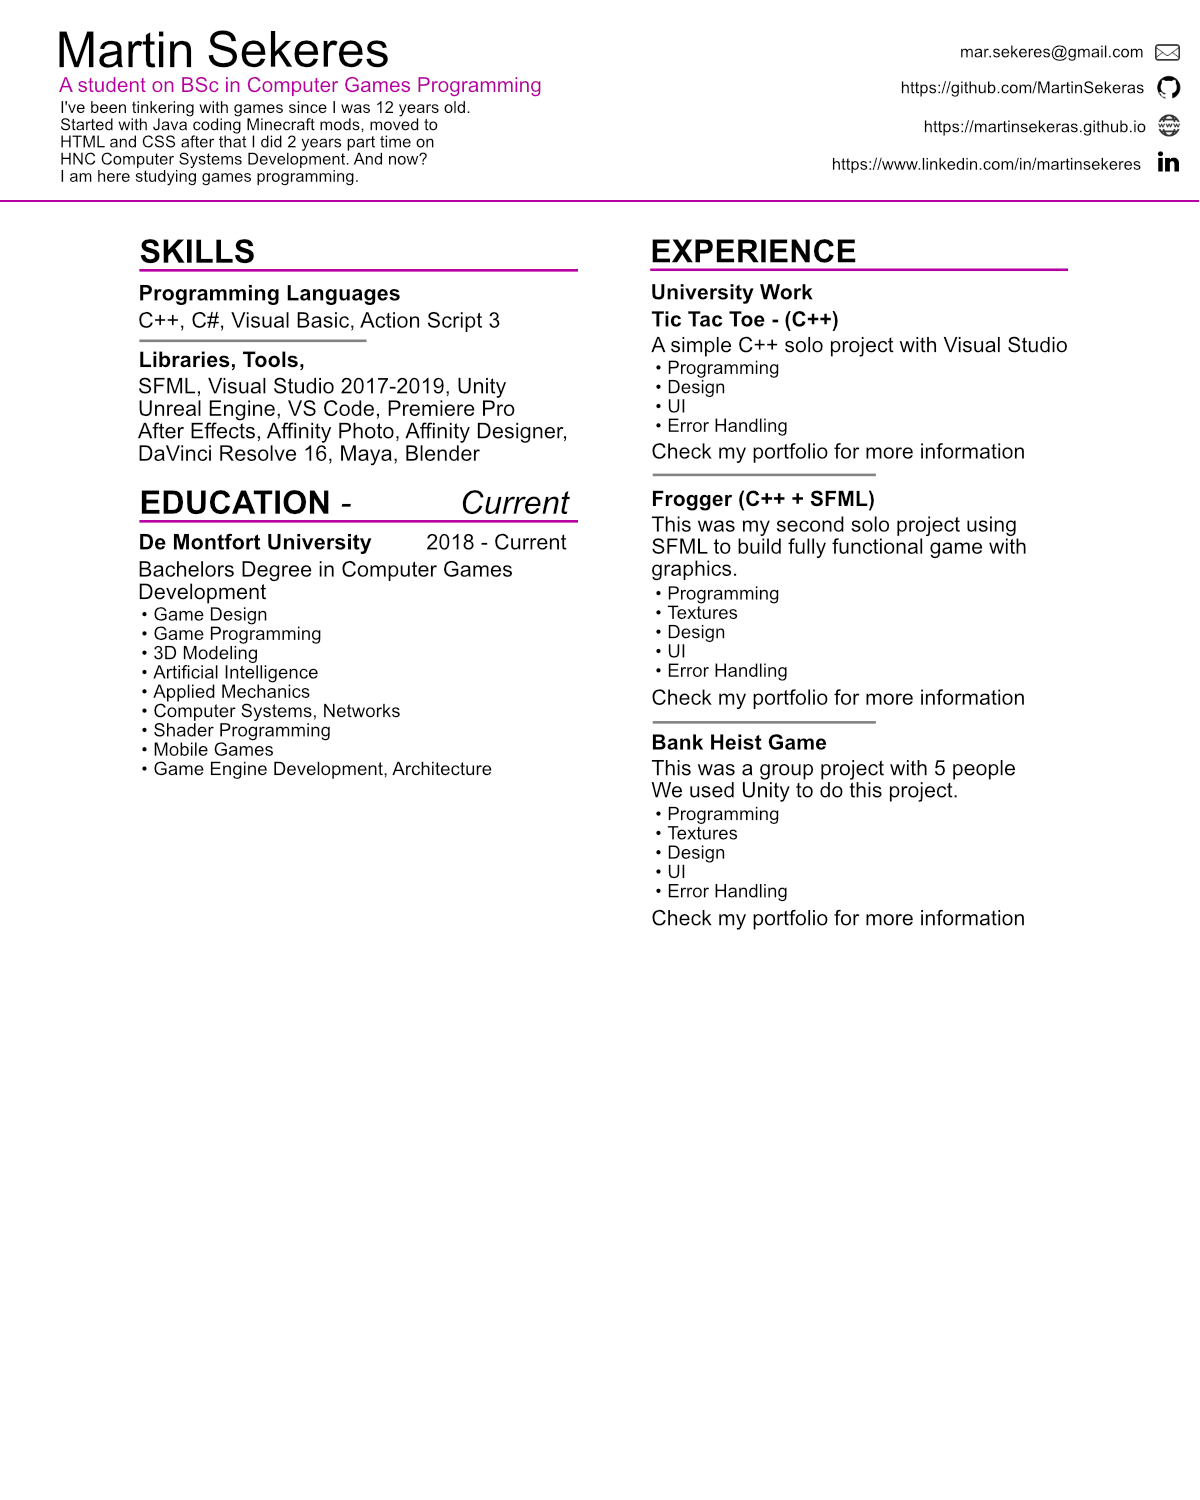 Martin Sekeres
A student on BSc in Computer Games Programming
I've been tinkering with games since I was 12 years old.
Started with Java coding Minecraft mods, moved to
HTML and CSS after that I did 2 years part time on
HNC Computer Systems Development. And now?
I am here studying games programming.
mar.sekeres@gmail.com
https://github.com/MartinSekeras
https://martinsekeras.github.io
www
https://www.linkedin.com/in/martinsekeres
in
SKILLS
Programming Languages
C++, C#, Visual Basic, Action Script 3
Libraries, Tools,
SFML, Visual Studio 2017-2019, Unity
Unreal Engine, VS Code, Premiere Pro
After Effects, Affinity Photo, Affinity Designer,
DaVinci Resolve 16, Maya, Blender
EDUCATION - Current
De Montfort University 2018 - Current
Bachelors Degree in Computer Games
Development
• Game Design
• Game Programming
• 3D Modeling
• Artificial Intelligence
• Applied Mechanics
• Computer Systems, Networks
• Shader Programming
• Mobile Games
• Game Engine Development, Architecture
EXPERIENCE
University Work
Tic Tac Toe - (C++)
A simple C++ solo project with Visual Studio
• Programming
• Design
• UI
• Error Handling
Check my portfolio for more information
Frogger (C++ + SFML)
This was my second solo project using
SFML to build fully functional game with
graphics.
• Programming
• Textures
• Design
• UI
• Error Handling
Check my portfolio for more information
Bank Heist Game
This was a group project with 5 people
We used Unity to do this project.
• Programming
• Textures
• Design
• UI
• Error Handling
Check my portfolio for more information